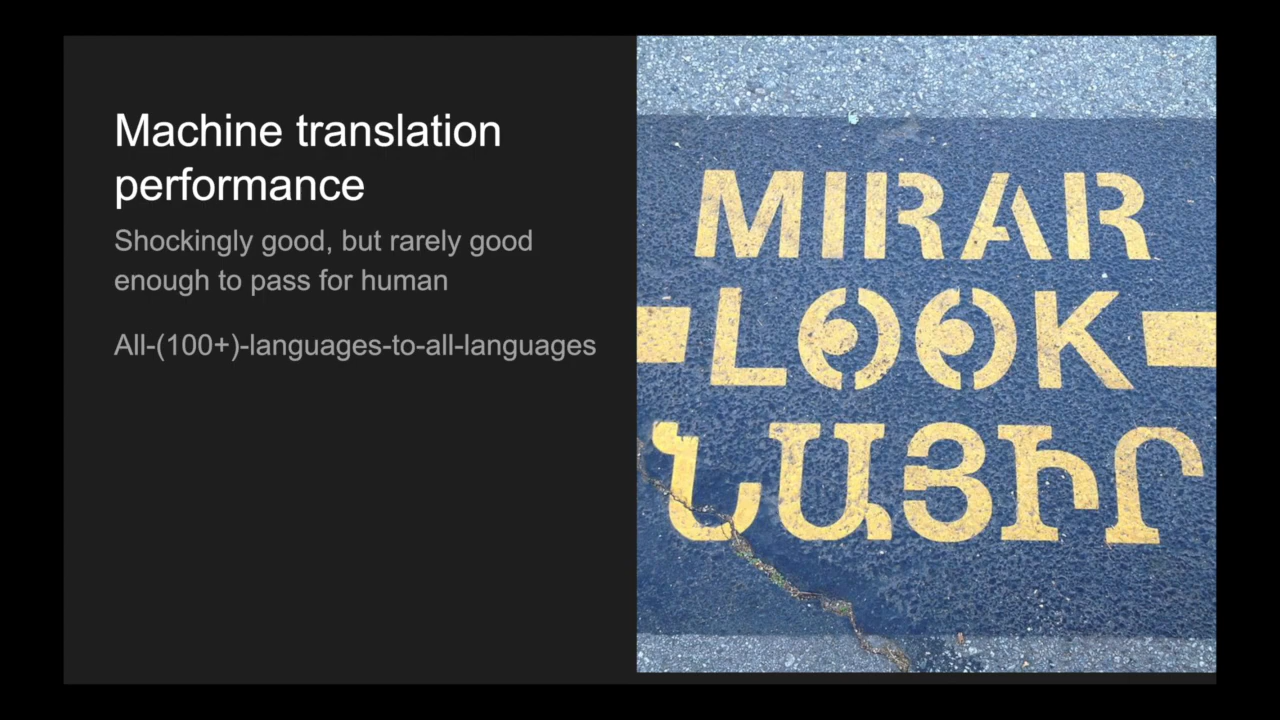 Machine translation
performance
Shockingly good, but rarely good
enough to pass for human
All-(100+)-languages-to-all-languages
MIRAR
LOOK
ՆԱՅԻՐ